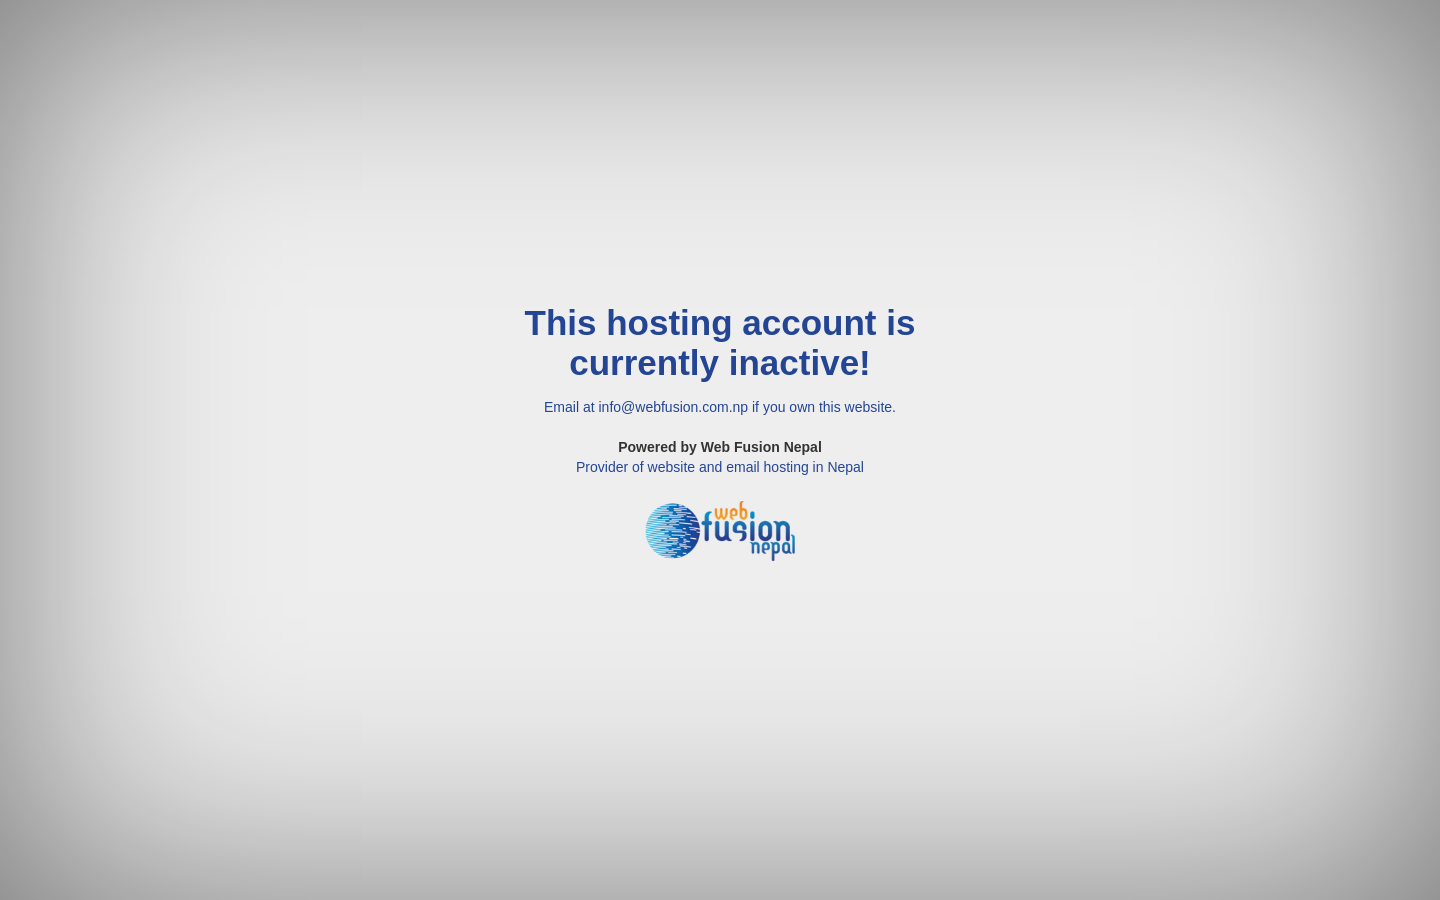 This hosting account is
currently inactive!
Email at info@webfusion.com.np if you own this website.
Powered by Web Fusion Nepal
Provider of website and email hosting in Nepal
web
fusion
nepal